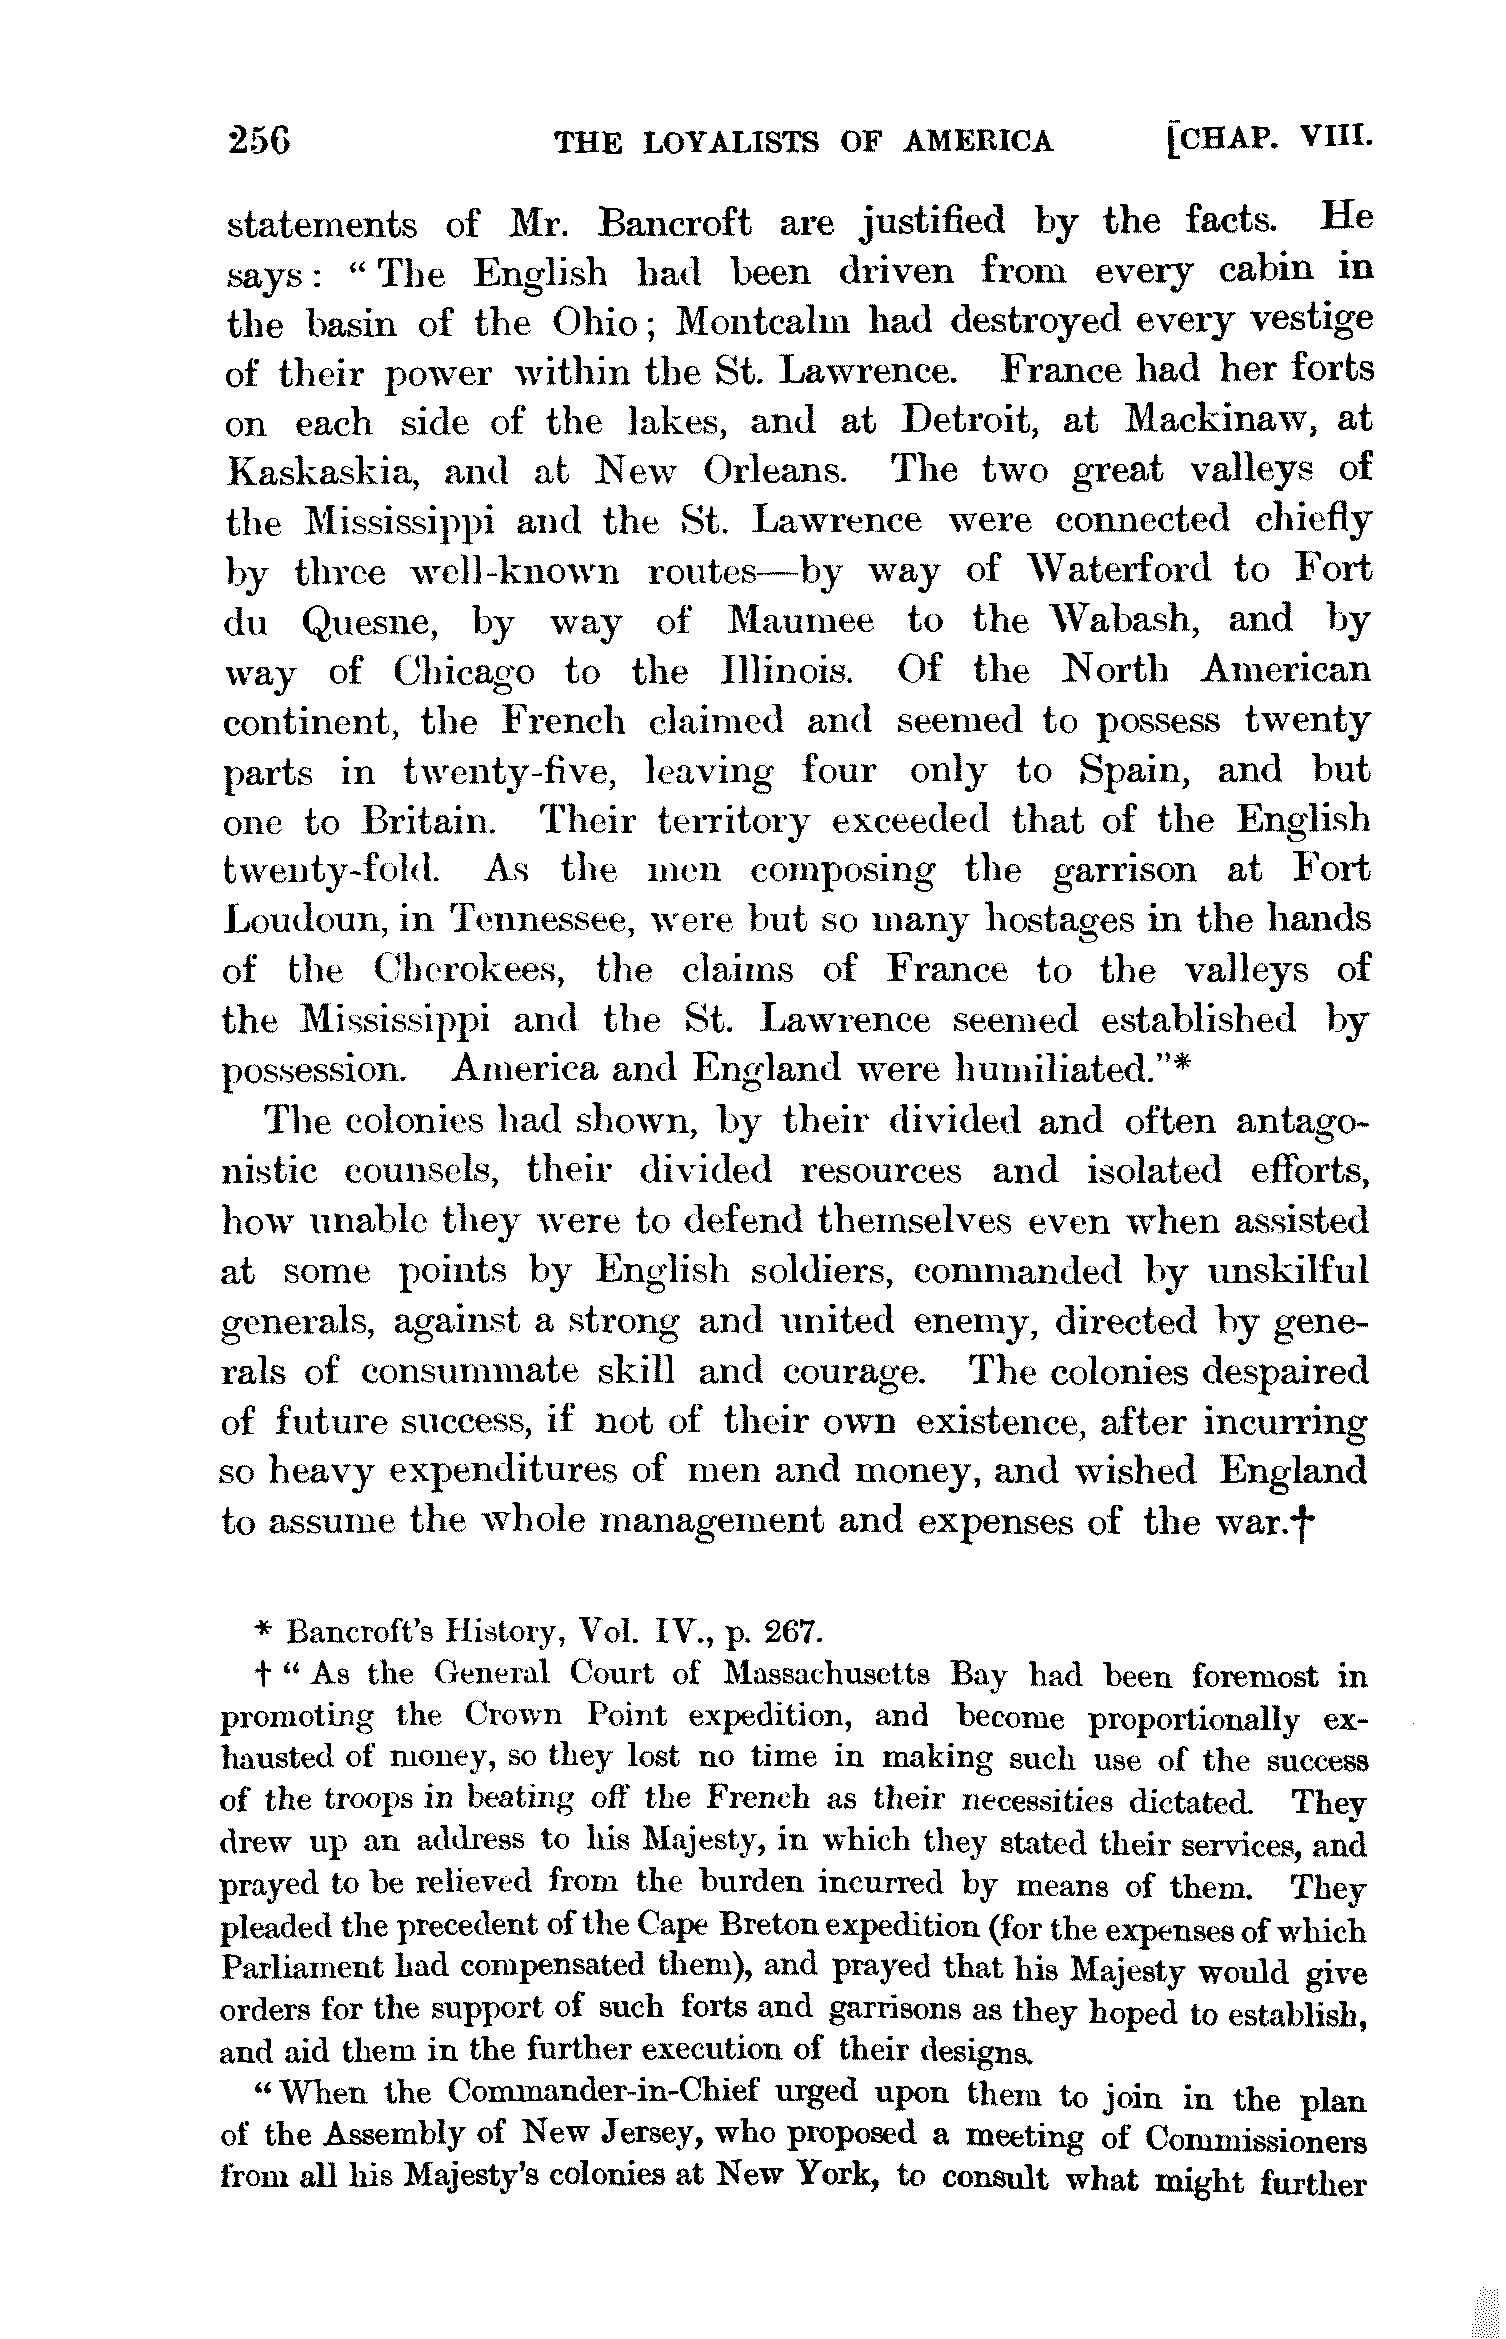 256 THE LOYALISTS OF AMERICA [CHAP. VIII.
statements of Mr. Bancroft are justified by the facts. He
says: "The English had been driven from every cabin in
the basin of the Ohio; Montcalm had destroyed every vestige
of their power within the St. Lawrence. France had her forts
on each side of the lakes, and at Detroit, at Mackinaw, at
Kaskaskia, and at New Orleans. The two great valleys of
the Mississippi and the St. Lawrence were connected chiefly
by three well-known routes—by way of Waterford to Fort
du Quesne, by way of Maumee to the Wabash, and by
way of Chicago to the Illinois. Of the North American
continent, the French claimed and seemed to possess twenty
parts in twenty-five, leaving four only to Spain, and but
one to Britain. Their territory exceeded that of the English
twenty-fold. As the men composing the garrison at Fort
Loudoun, in Tennessee, were but so many hostages in the hands
of the Cherokees, the claims of France to the valleys of
the Mississippi and the St. Lawrence seemed established by
possession. America and England were humiliated."*
The colonies had shown, by their divided and often antago-
nistic counsels, their divided resources and isolated efforts,
how unable they were to defend themselves even when assisted
at some points by English soldiers, commanded by unskilful
generals, against a strong and united enemy, directed by gene-
rals of consummate skill and courage. The colonies despaired
of future success, if not of their own existence, after incurring
so heavy expenditures of men and money, and wished England
to assume the whole management and expenses of the war.†
* Bancroft's History, Vol. IV., p. 267.
† "As the General Court of Massachusetts Bay had been foremost in
promoting the Crown Point expedition, and become proportionally ex-
hausted of money, so they lost no time in making such use of the success
of the troops in beating off the French as their necessities dictated. They
drew up an address to his Majesty, in which they stated their services, and
prayed to be relieved from the burden incurred by means of them. They
pleaded the precedent of the Cape Breton expedition (for the expenses of which
Parliament had compensated them), and prayed that his Majesty would give
orders for the support of such forts and garrisons as they hoped to establish,
and aid them in the further execution of their designs.
"When the Commander-in-Chief urged upon them to join in the plan
of the Assembly of New Jersey, who proposed a meeting of Commissioners
from all his Majesty's colonies at New York, to consult what might further